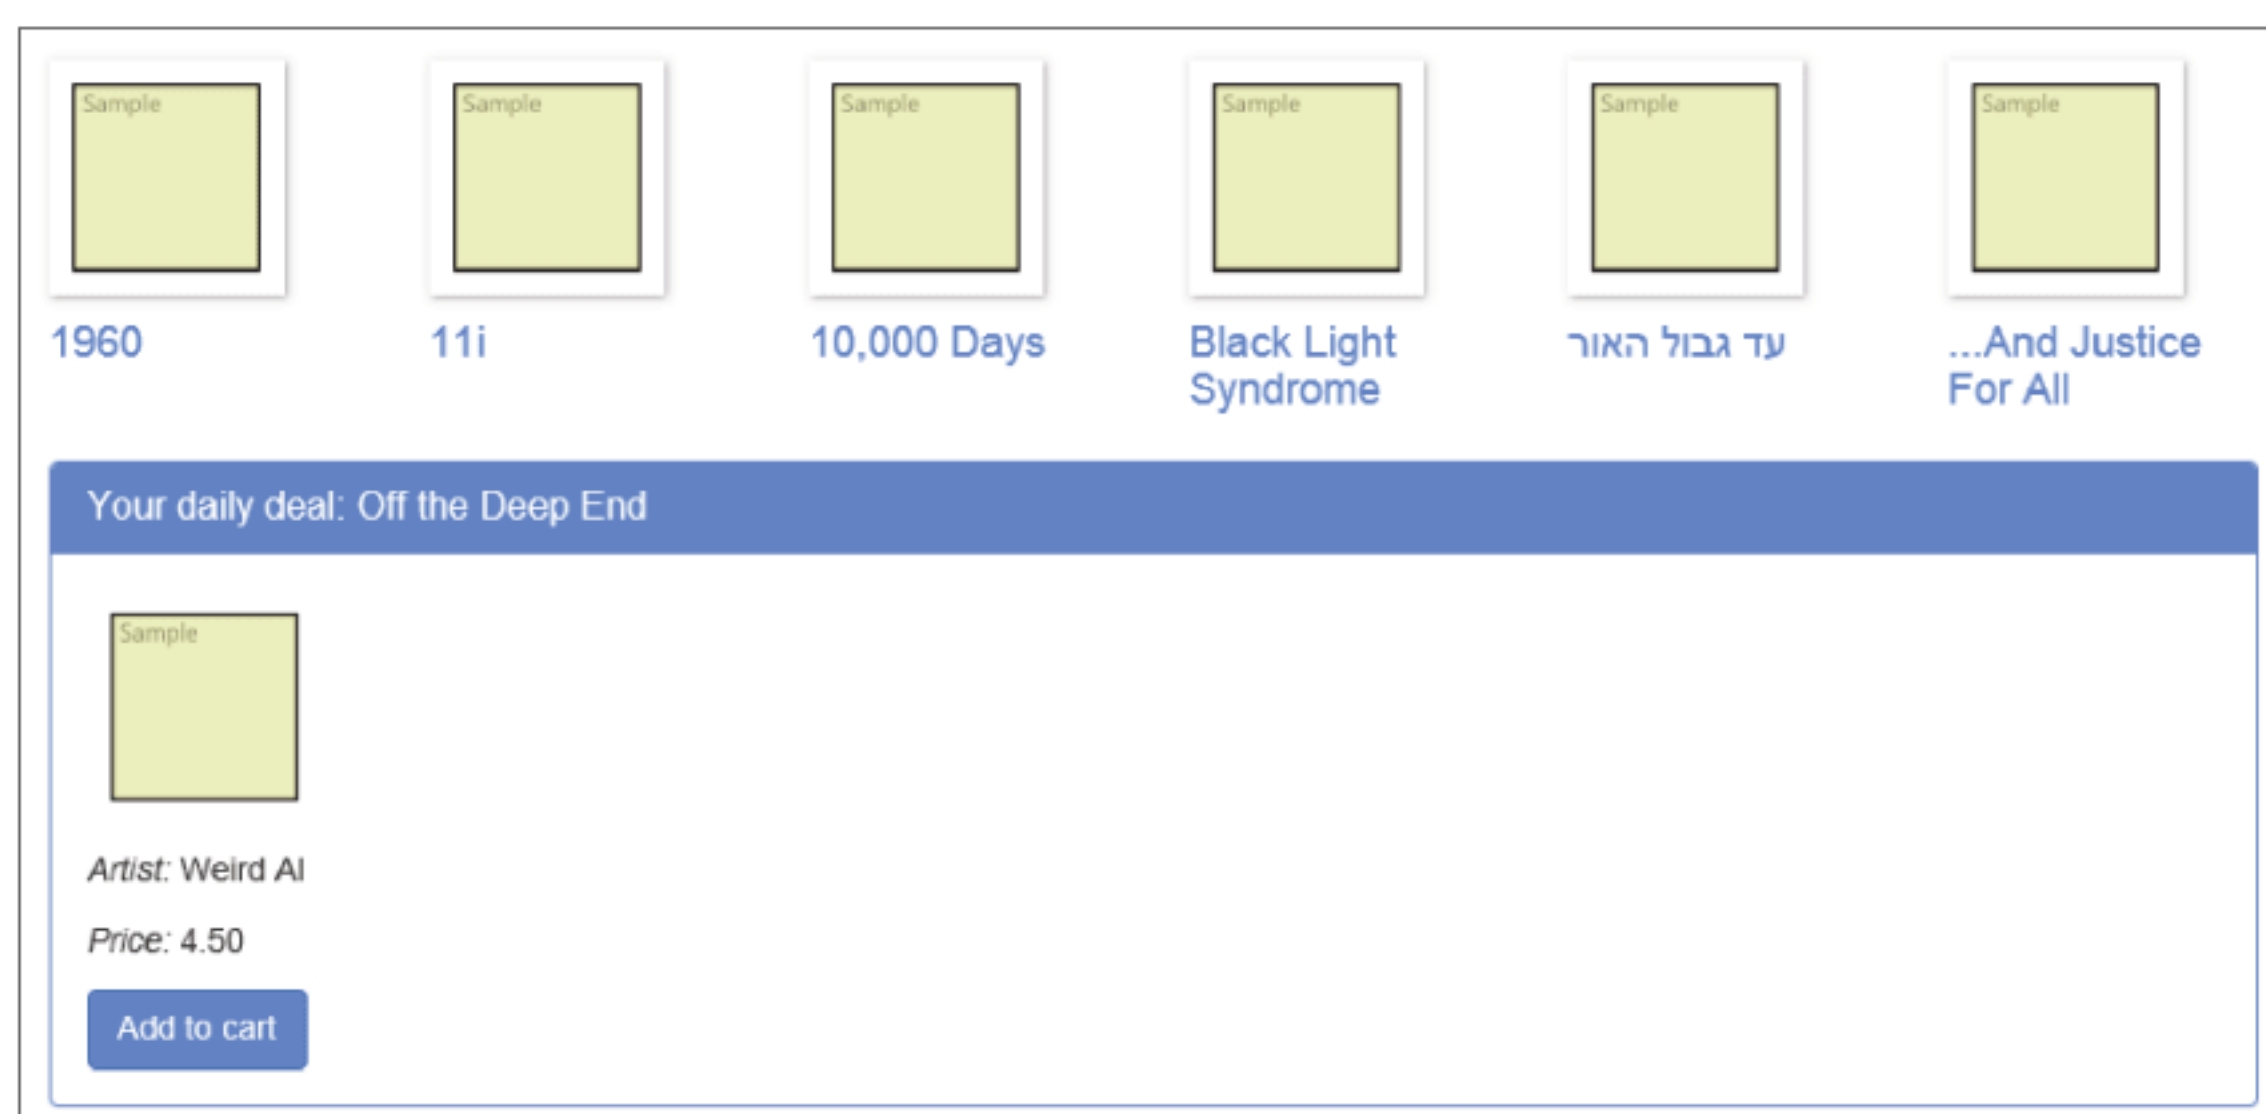 Sample Sample Sample Sample Sample Sample
1960 11i 10,000 Days Black Light עד גבול האור ...And Justice
Syndrome For All
Your daily deal: Off the Deep End
Sample
Artist: Weird Al
Price: 4.50
Add to cart